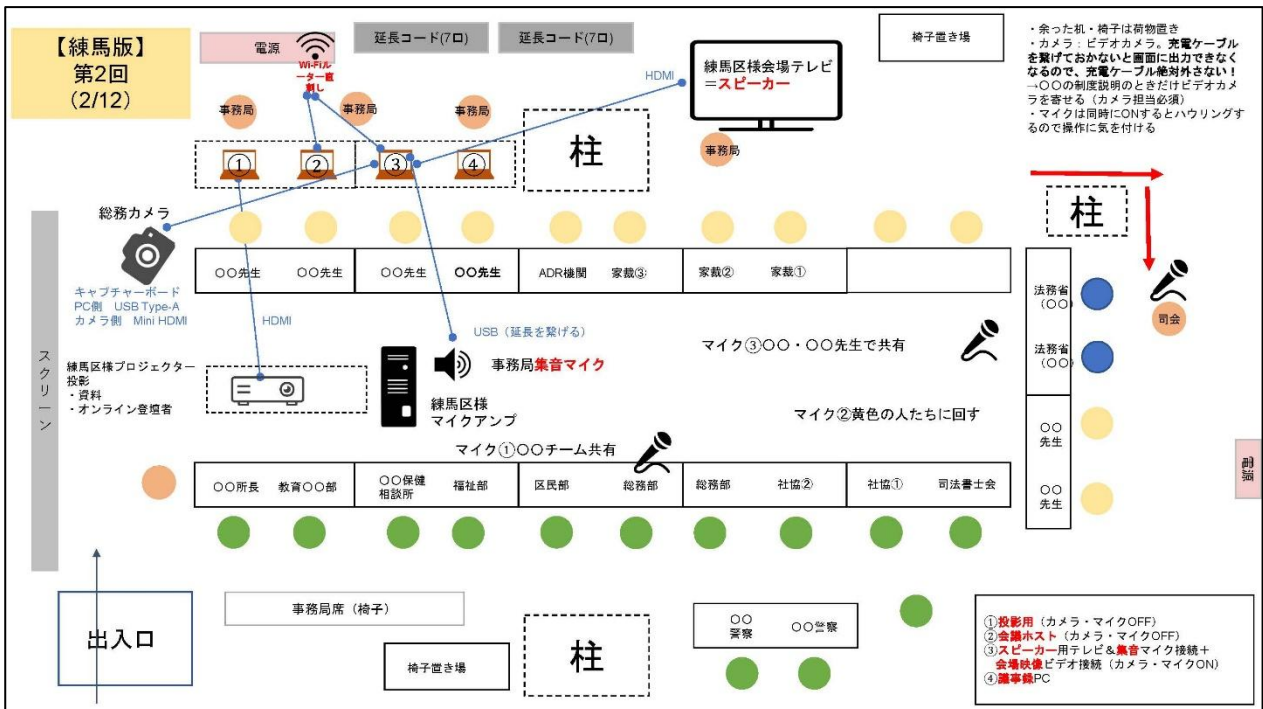 【練馬版】
第2回
（2/12）
電源
Wi-Fiル
ーター直
刺し
延長コード(7口)
延長コード(7口)
HDMI
練馬区様会場テレビ
＝スピーカー
椅子置き場
・余った机・椅子は荷物置き
・カメラ：ビデオカメラ。充電ケーブル
を繋げておかないと画面に出力できなく
なるので、充電ケーブル絶対外さない！
→〇〇の制度説明のときだけビデオカメ
ラを寄せる（カメラ担当必須）
・マイクは同時にONするとハウリングす
るので操作に気を付ける
事務局
事務局
事務局
事務局
①
②
③
④
柱
柱
総務カメラ
キャプチャーボード
PC側　USB Type-A
カメラ側　Mini HDMI
〇〇先生
〇〇先生
〇〇先生
〇〇先生
ADR機関
家裁③
家裁②
家裁①
法務省
（〇〇）
司会
法務省
（〇〇）
〇〇
先生
〇〇
先生
電源
HDMI
USB（延長を繋げる）
スクリーン
練馬区様プロジェクター
投影
・資料
・オンライン登壇者
事務局集音マイク
練馬区様
マイクアンプ
マイク③〇〇・〇〇先生で共有
マイク②黄色の人たちに回す
マイク①〇〇チーム共有
〇〇所長
教育〇〇部
〇〇保健
相談所
福祉部
区民部
総務部
総務部
社協②
社協①
司法書士会
出入口
事務局席（椅子）
椅子置き場
柱
〇〇
警察
〇〇警察
①投影用（カメラ・マイクOFF）
②会議ホスト（カメラ・マイクOFF）
③スピーカー用テレビ＆集音マイク接続＋
会場映像ビデオ接続（カメラ・マイクON）
④議事録PC